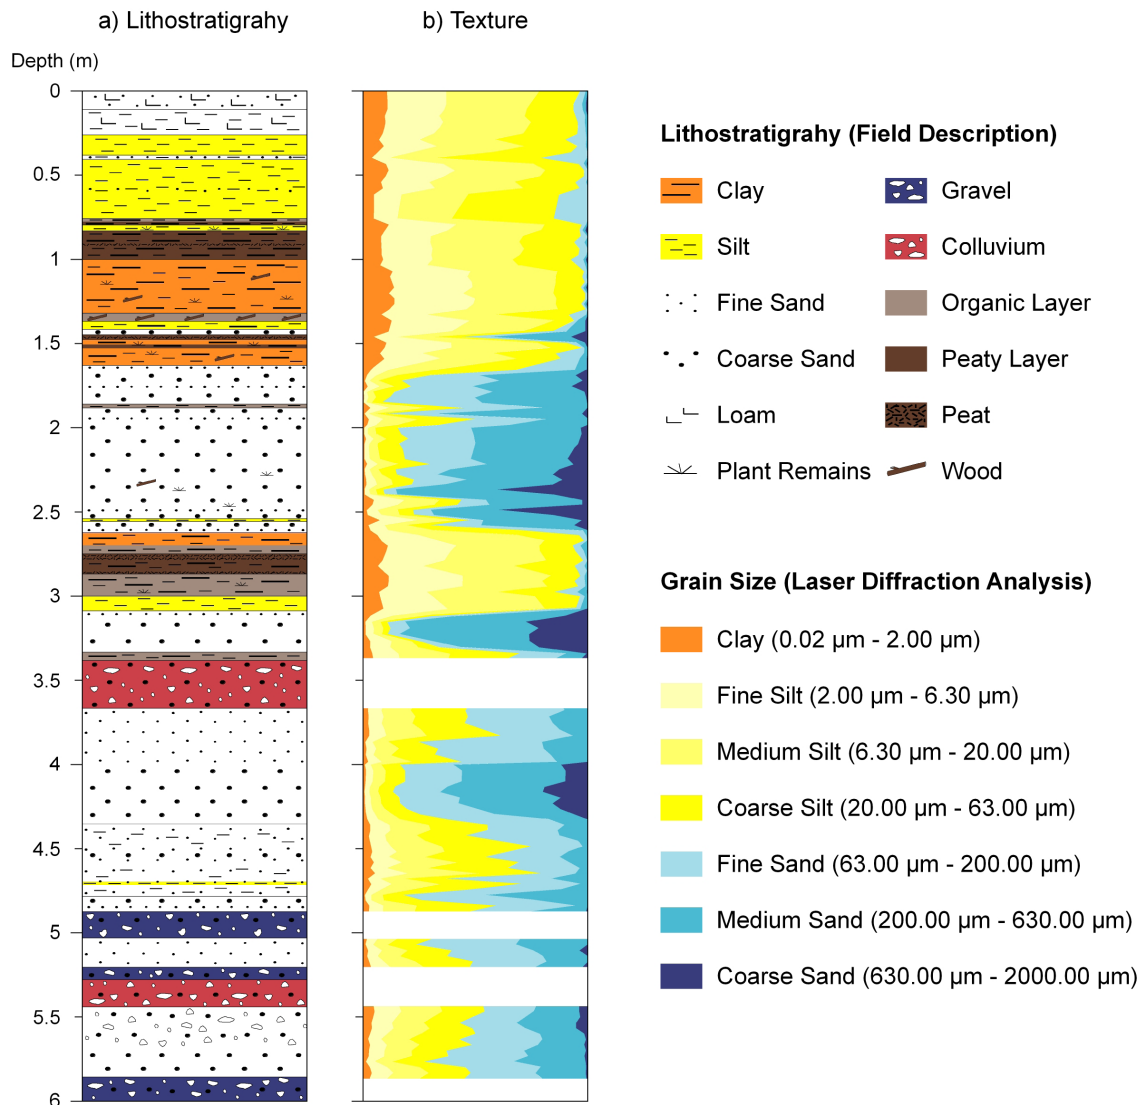 a) Lithostratigrahy
b) Texture
Depth (m)
0
0.5
1
1.5
2
2.5
3
3.5
4
4.5
5
5.5
6
Lithostratigrahy (Field Description)
Clay
Gravel
Silt
Colluvium
Fine Sand
Organic Layer
Coarse Sand
Peaty Layer
Loam
Peat
Plant Remains
Wood
Grain Size (Laser Diffraction Analysis)
Clay (0.02 µm - 2.00 µm)
Fine Silt (2.00 µm - 6.30 µm)
Medium Silt (6.30 µm - 20.00 µm)
Coarse Silt (20.00 µm - 63.00 µm)
Fine Sand (63.00 µm - 200.00 µm)
Medium Sand (200.00 µm - 630.00 µm)
Coarse Sand (630.00 µm - 2000.00 µm)